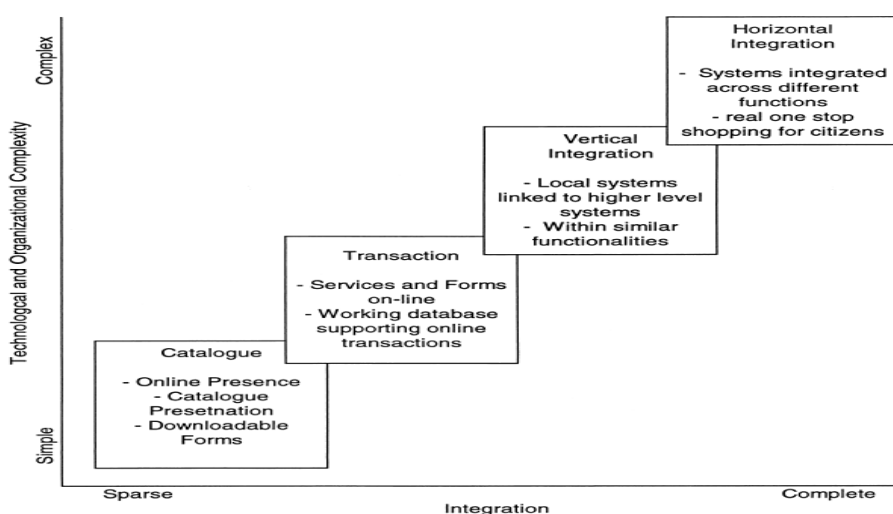 Horizontal
Integration
- Systems integrated
across different
functions
- real one stop
shopping for citizens
Vertical
Integration
- Local systems
linked to higher level
systems
- Within similar
functionalities
Transaction
- Services and Forms
on-line
- Working database
supporting online
transactions
Catalogue
- Online Presence
- Catalogue
Presetnation
- Downloadable
Forms
Technologcal and Organizational Complexity
Complex
Simple
Sparse
Complete
Integration